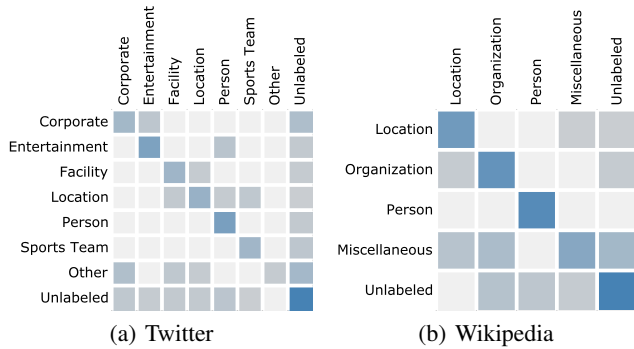 Corporate
Entertainment
Facility
Location
Person
Sports Team
Other
Unlabeled
Corporate
Entertainment
Facility
Location
Person
Sports Team
Other
Unlabeled
(a) Twitter
Location
Organization
Person
Miscellaneous
Unlabeled
Location
Organization
Person
Miscellaneous
Unlabeled
(b) Wikipedia